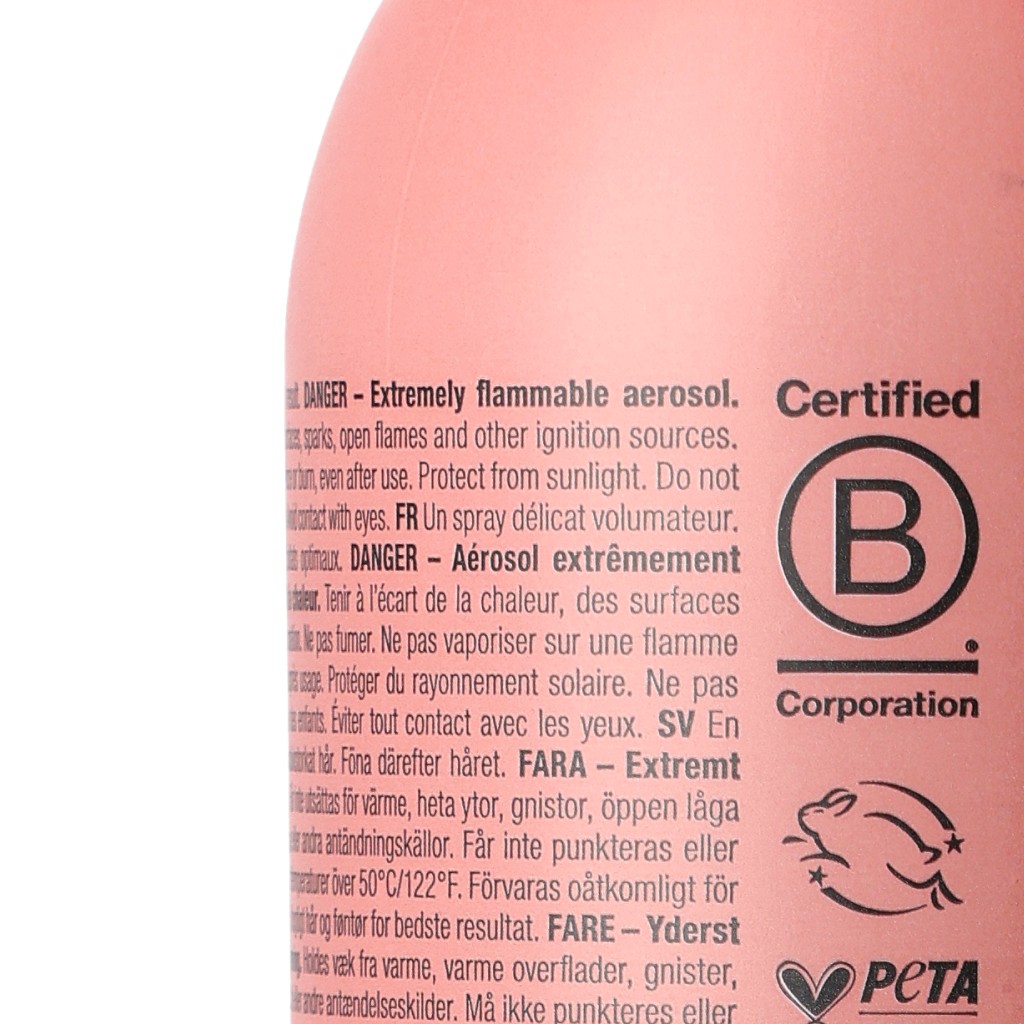 DANGER – Extremely flammable aerosol.
sparks, open flames and other ignition sources.
or burn, even after use. Protect from sunlight. Do not
contact with eyes. FR Un spray délicat volumateur.
optimaux. DANGER – Aérosol extrêmement
chaleur. Tenir à l'écart de la chaleur, des surfaces
Ne pas fumer. Ne pas vaporiser sur une flamme
usage. Protéger du rayonnement solaire. Ne pas
enfants. Éviter tout contact avec les yeux. SV En
hår. Föna därefter håret. FARA – Extremt
utsättas för värme, heta ytor, gnistor, öppen låga
andra antändningskällor. Får inte punkteras eller
över 50°C/122°F. Förvaras oåtkomligt för
hår og føntør for bedste resultat. FARE – Yderst
Holdes væk fra varme, varme overflader, gnister,
andre antændelseskilder. Må ikke punkteres eller
Certified
B
®
Corporation
PETA